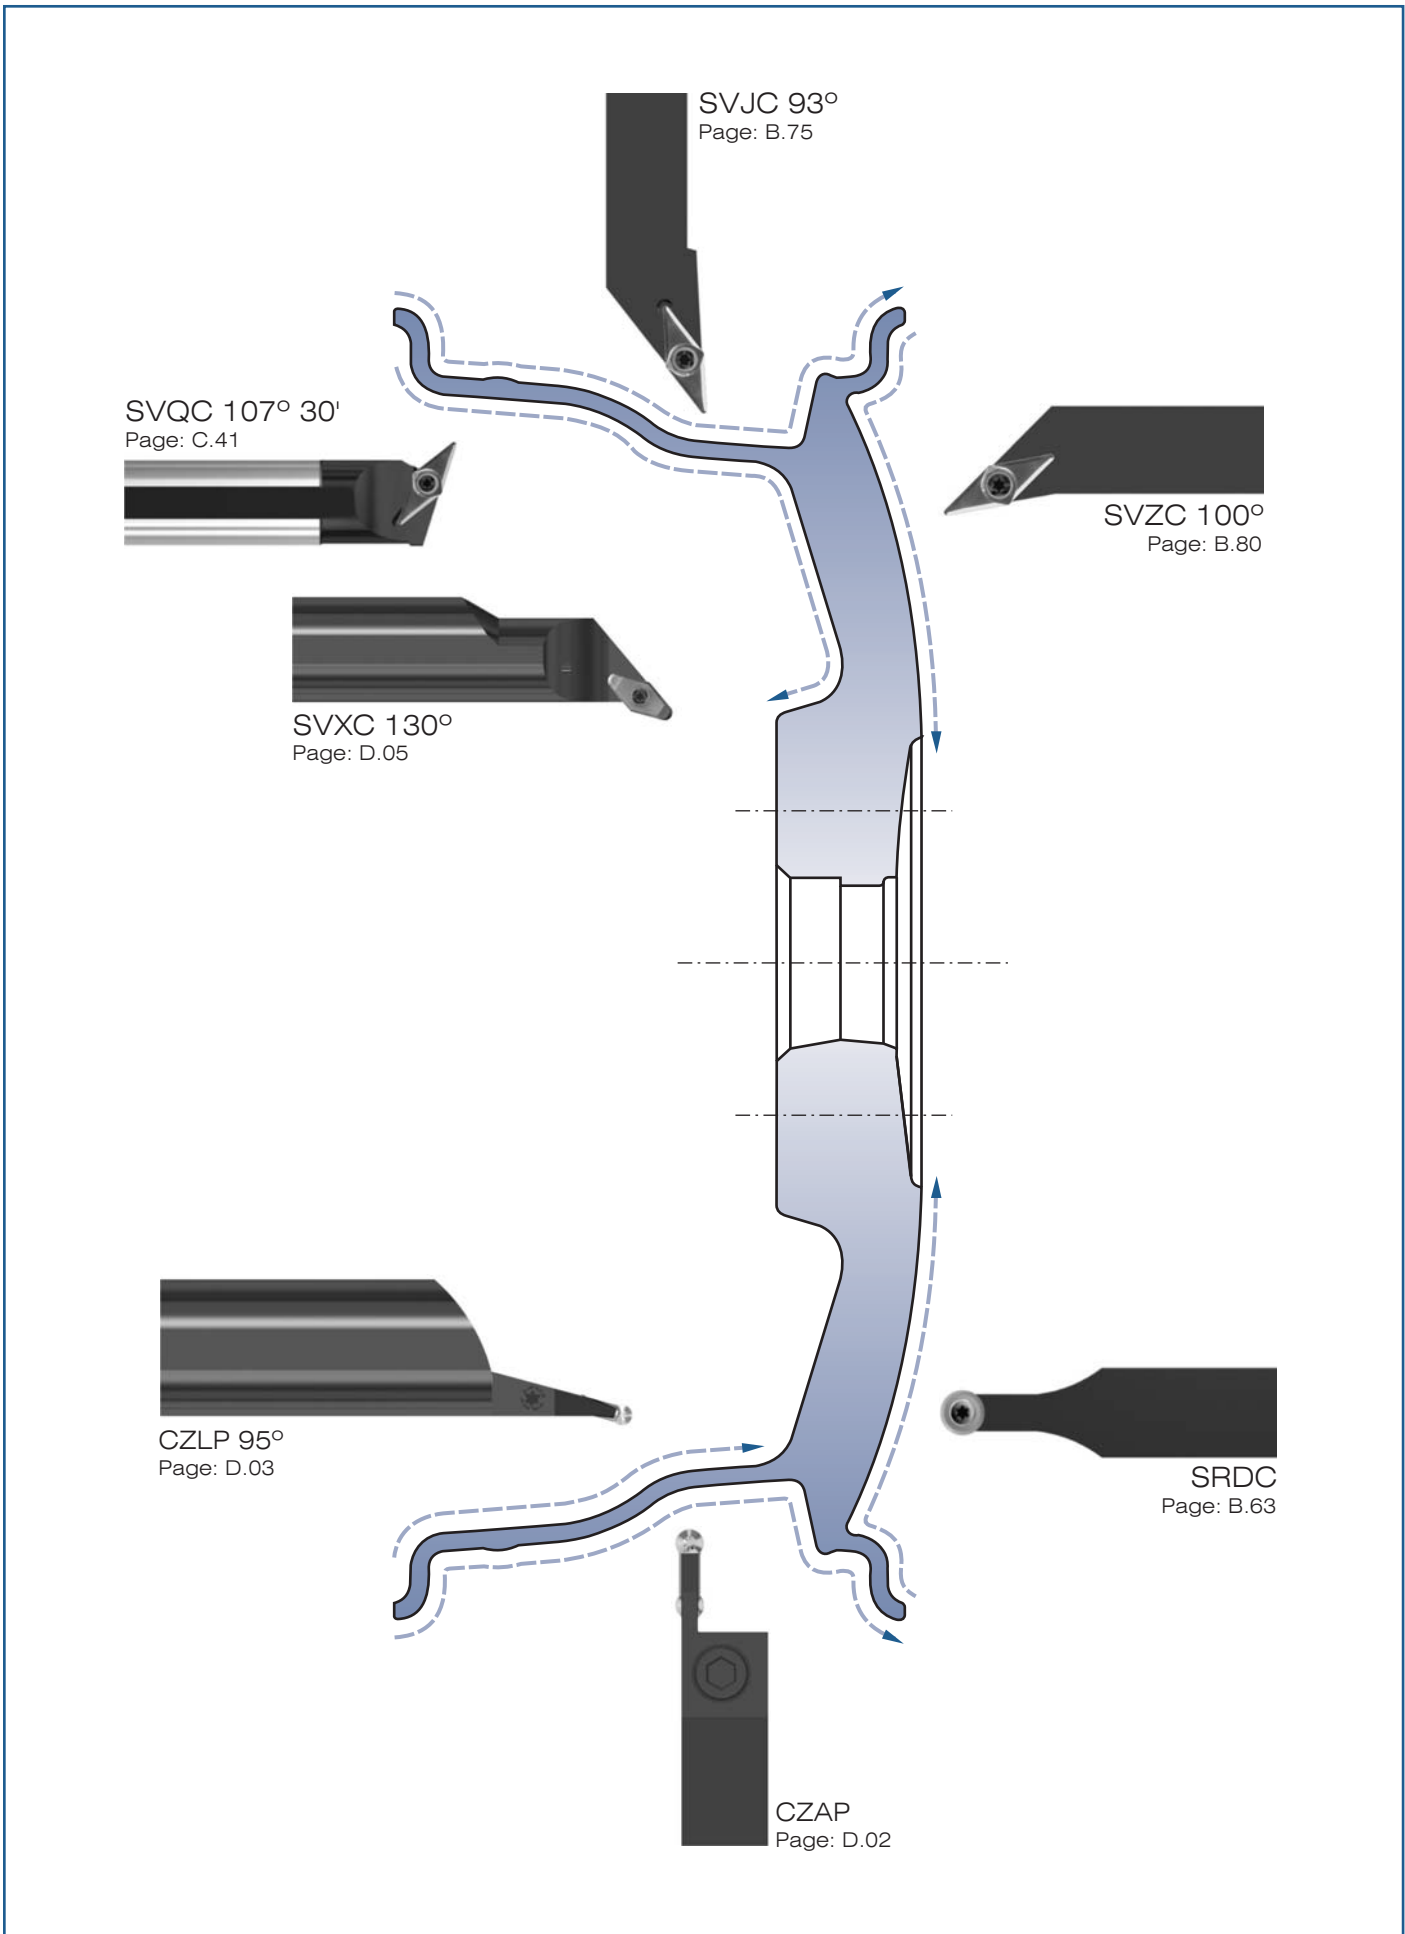 SVJC 93º
Page: B.75
SVQC 107º 30'
Page: C.41
SVZC 100º
Page: B.80
SVXC 130º
Page: D.05
CZLP 95º
Page: D.03
SRDC
Page: B.63
CZAP
Page: D.02